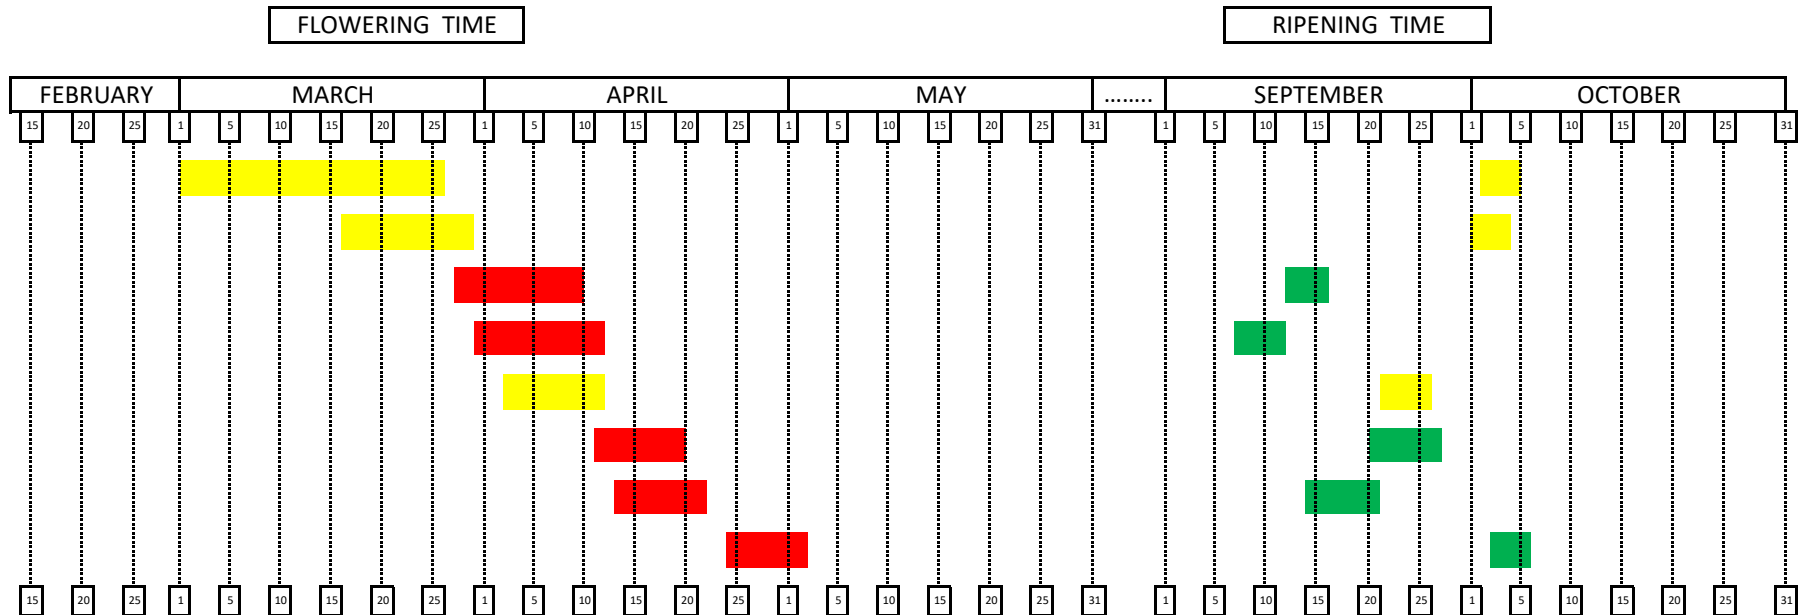 FLOWERING TIME RIPENING TIME
FEBRUARY MARCH APRIL MAY ........ SEPTEMBER OCTOBER
15 20 25 1 5 10 15 20 25 1 5 10 15 20 25 1 5 10 15 20 25 31 1 5 10 15 20 25 1 5 10 15 20 25 31
15 20 25 1 5 10 15 20 25 1 5 10 15 20 25 1 5 10 15 20 25 31 1 5 10 15 20 25 1 5 10 15 20 25 31